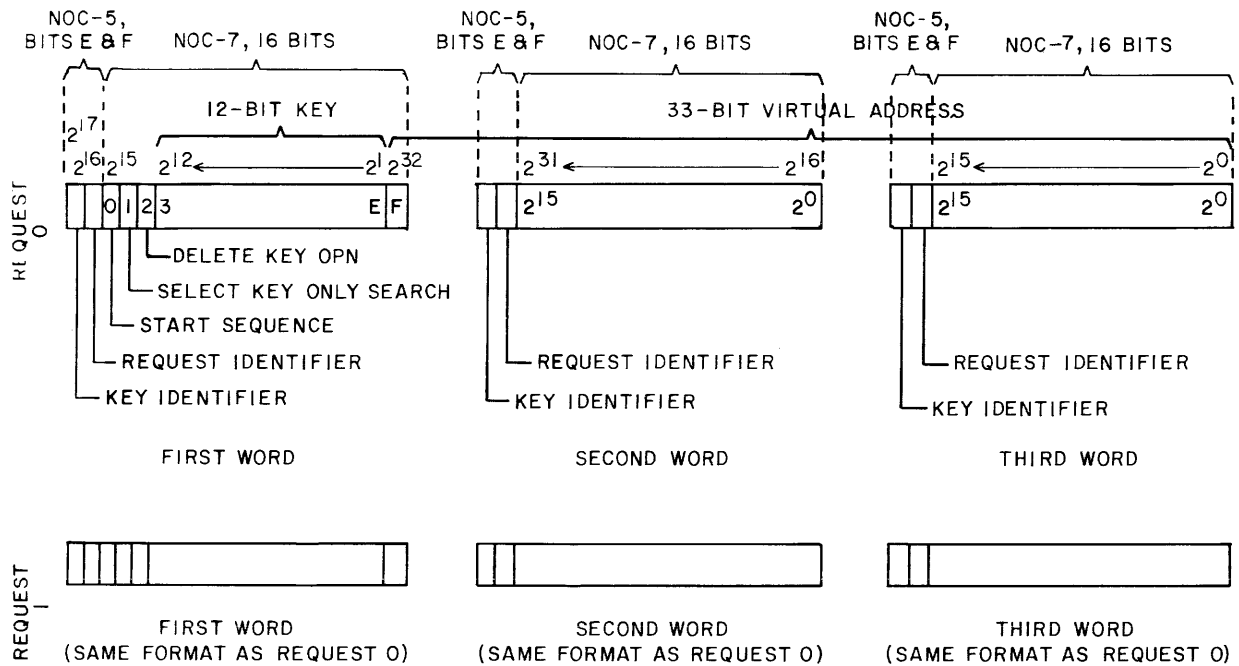 NOC-5, BITS E & F
NOC-7, 16 BITS
NOC-5, BITS E & F
NOC-7, 16 BITS
NOC-5, BITS E & F
NOC-7, 16 BITS
12-BIT KEY
33-BIT VIRTUAL ADDRESS
2^17
2^16 2^15 2^12 2^1 2^32
2^31 2^16
2^15 2^0
REQUEST 0
0 1 2 3 E F
2^15 2^0
2^15 2^0
DELETE KEY OPN
SELECT KEY ONLY SEARCH
START SEQUENCE
REQUEST IDENTIFIER
KEY IDENTIFIER
REQUEST IDENTIFIER
KEY IDENTIFIER
REQUEST IDENTIFIER
KEY IDENTIFIER
FIRST WORD
SECOND WORD
THIRD WORD
REQUEST 1
FIRST WORD
(SAME FORMAT AS REQUEST 0)
SECOND WORD
(SAME FORMAT AS REQUEST 0)
THIRD WORD
(SAME FORMAT AS REQUEST 0)